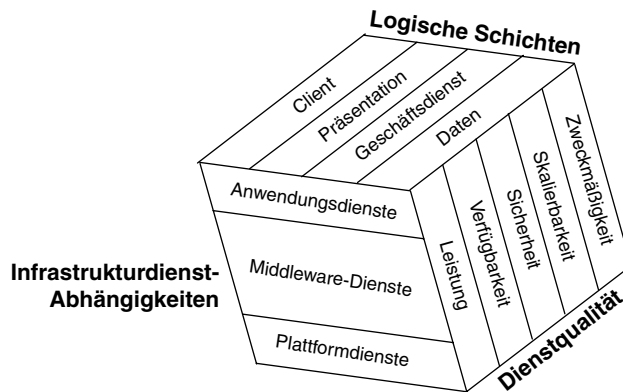 Logische Schichten
Client
Präsentation
Geschäftsdienst
Daten
Anwendungsdienste
Middleware-Dienste
Plattformdienste
Infrastrukturdienst-
Abhängigkeiten
Leistung
Verfügbarkeit
Sicherheit
Skalierbarkeit
Zweckmäßigkeit
Dienstqualität